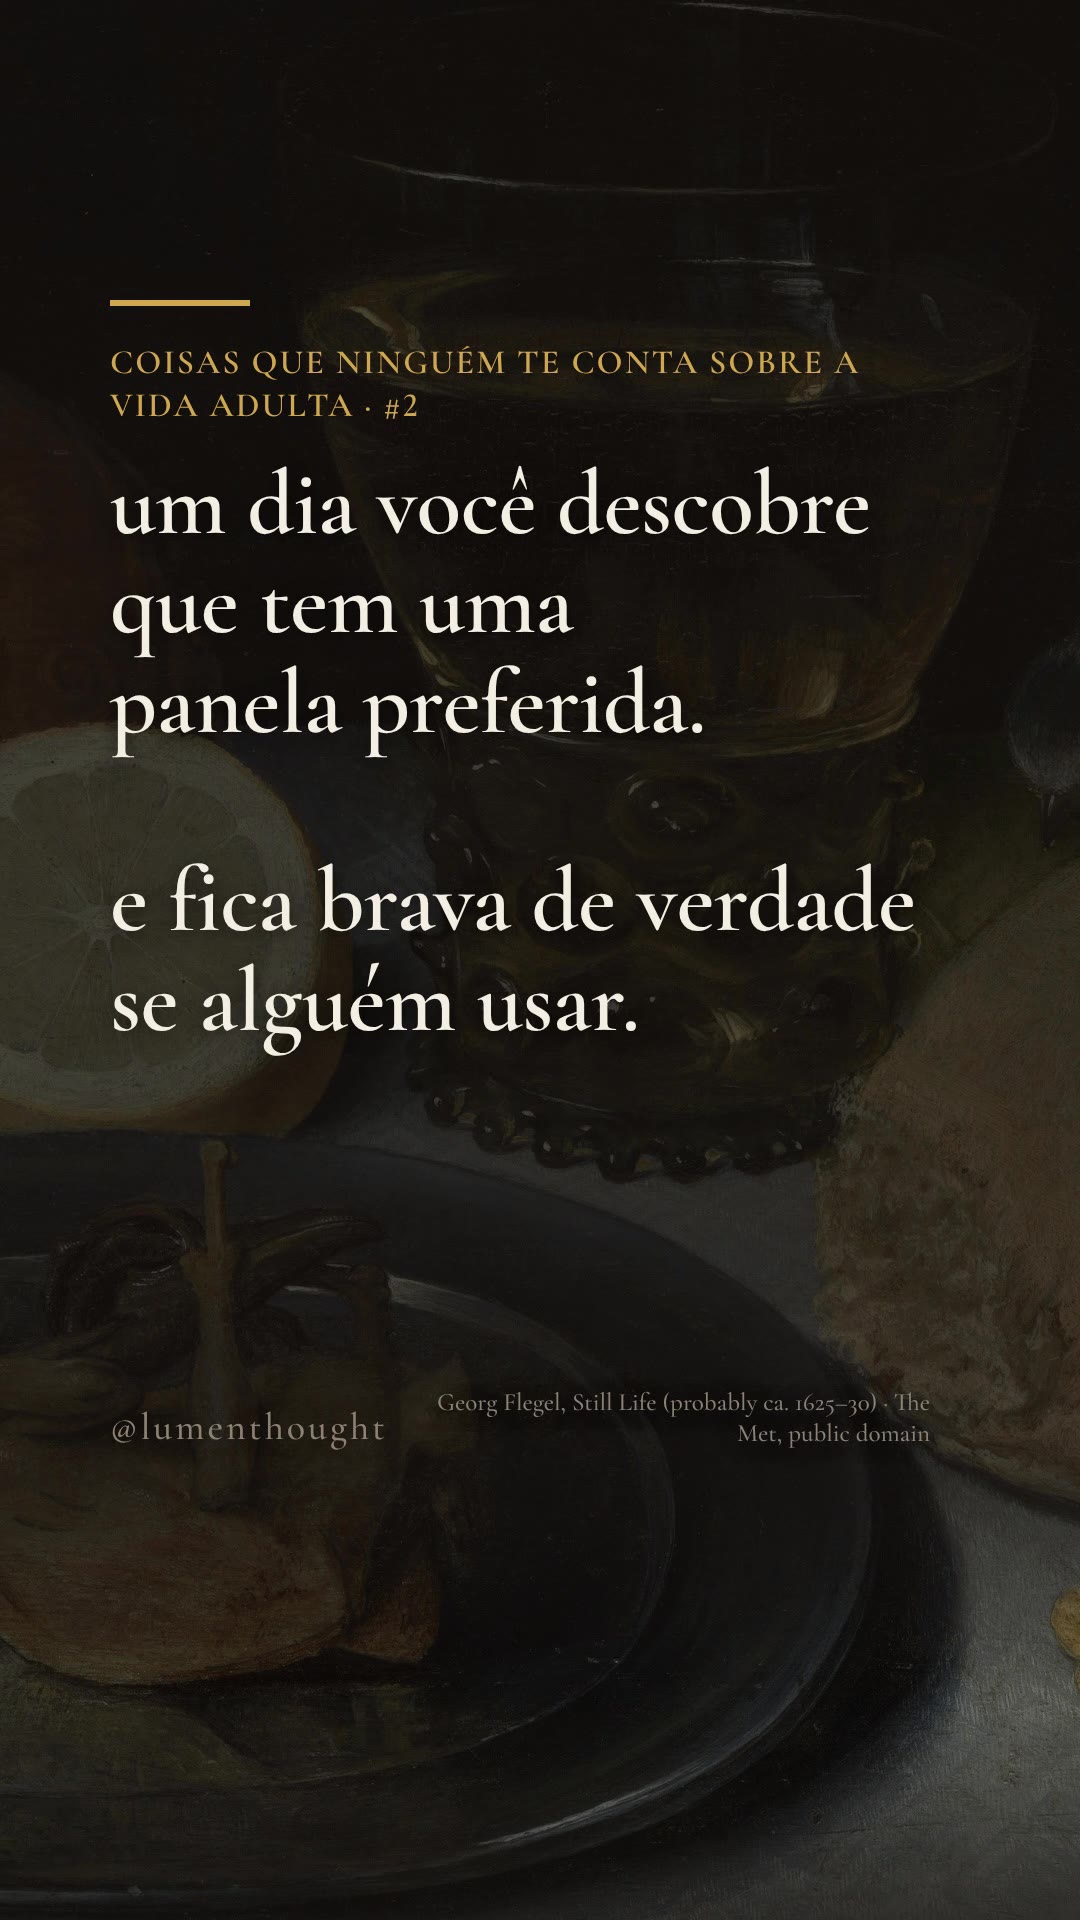 COISAS QUE NINGUÉM TE CONTA SOBRE A
VIDA ADULTA · #2
um dia você descobre
que tem uma
panela preferida.
e fica brava de verdade
se alguém usar.
@lumenthought
Georg Flegel, Still Life (probably ca. 1625–30) · The
Met, public domain